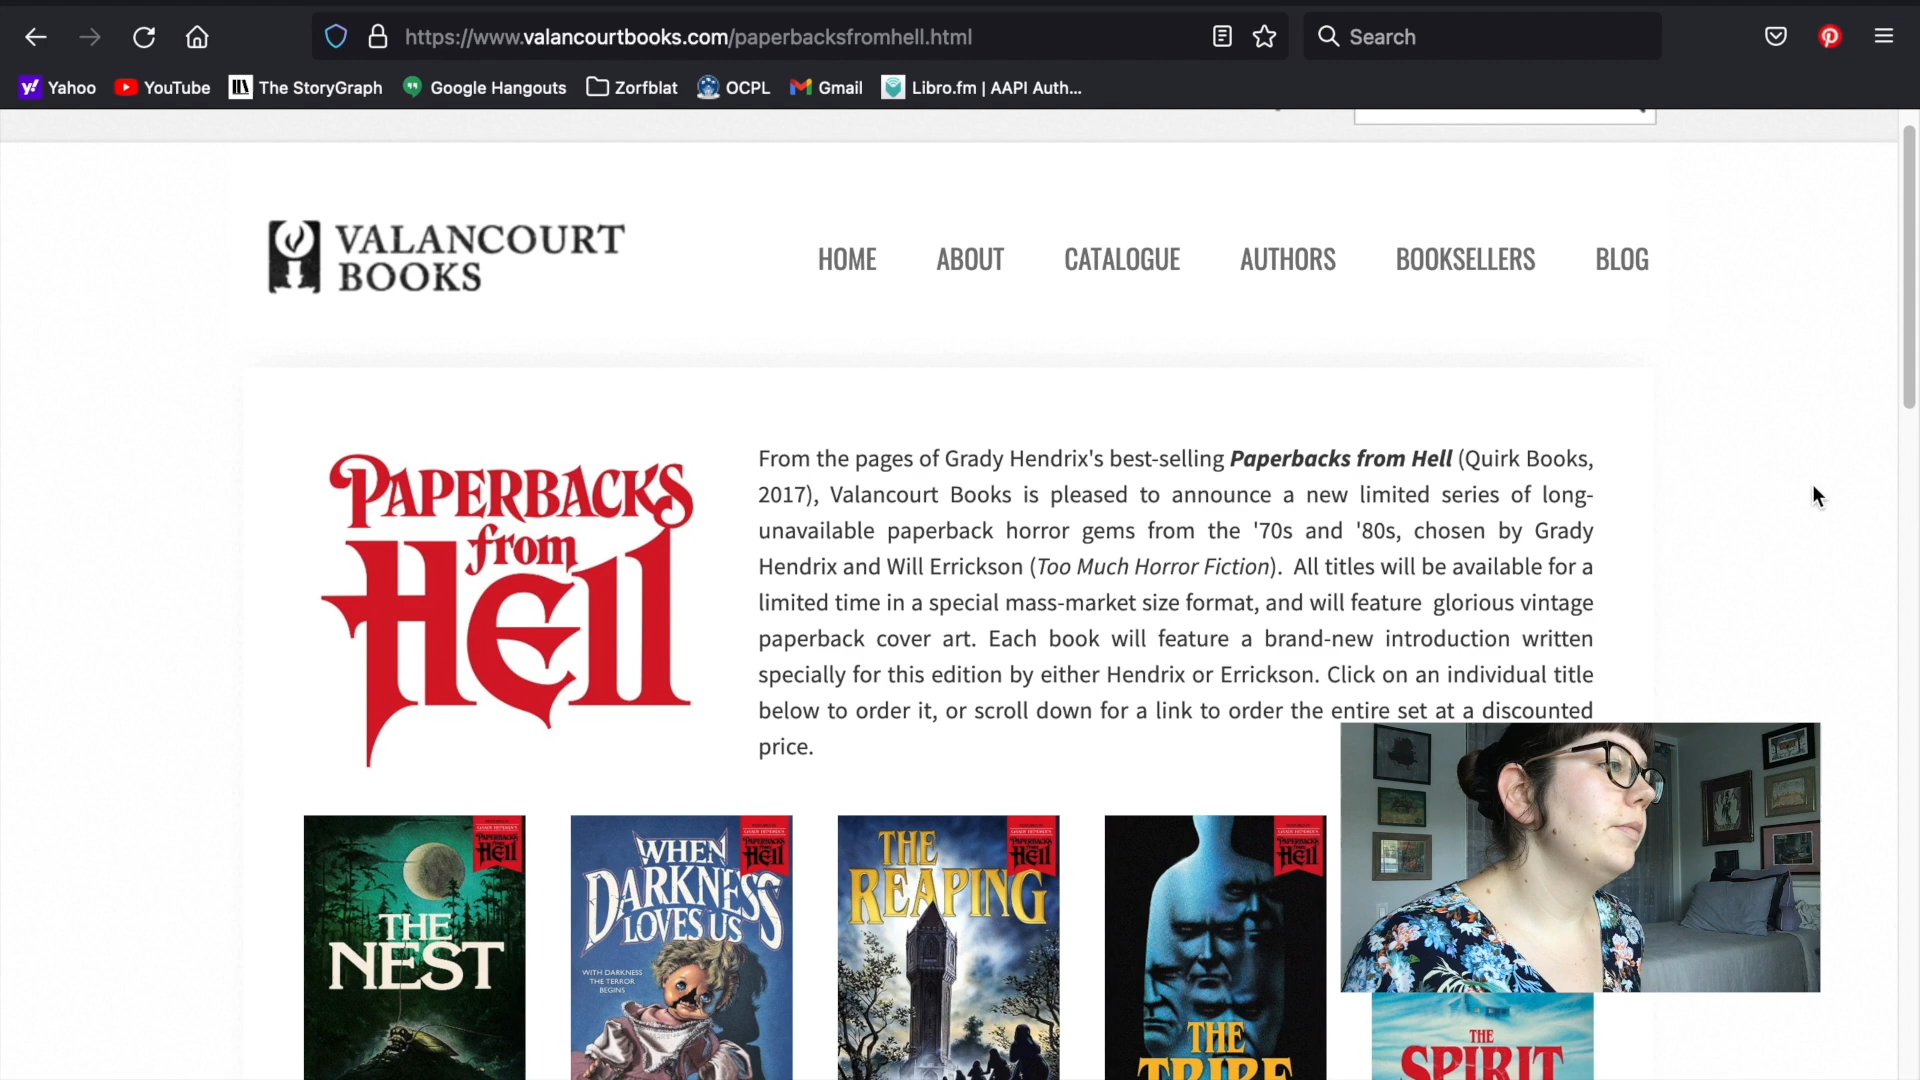 https://www.valancourtbooks.com/paperbacksfromhell.html
Search
Yahoo
YouTube
The StoryGraph
Google Hangouts
Zorfblat
OCPL
Gmail
Libro.fm | AAPI Auth...
VALANCOURT
BOOKS
HOME
ABOUT
CATALOGUE
AUTHORS
BOOKSELLERS
BLOG
PAPERBACKS
from
HELL
From the pages of Grady Hendrix's best-selling Paperbacks from Hell (Quirk Books,
2017), Valancourt Books is pleased to announce a new limited series of long-
unavailable paperback horror gems from the '70s and '80s, chosen by Grady
Hendrix and Will Errickson (Too Much Horror Fiction). All titles will be available for a
limited time in a special mass-market size format, and will feature glorious vintage
paperback cover art. Each book will feature a brand-new introduction written
specially for this edition by either Hendrix or Errickson. Click on an individual title
below to order it, or scroll down for a link to order the entire set at a discounted
price.
THE
NEST
WHEN
DARKNESS
LOVES US
WITH DARKNESS
THE TERROR
BEGINS
THE
REAPING
THE
TRIBE
THE
SPIRIT